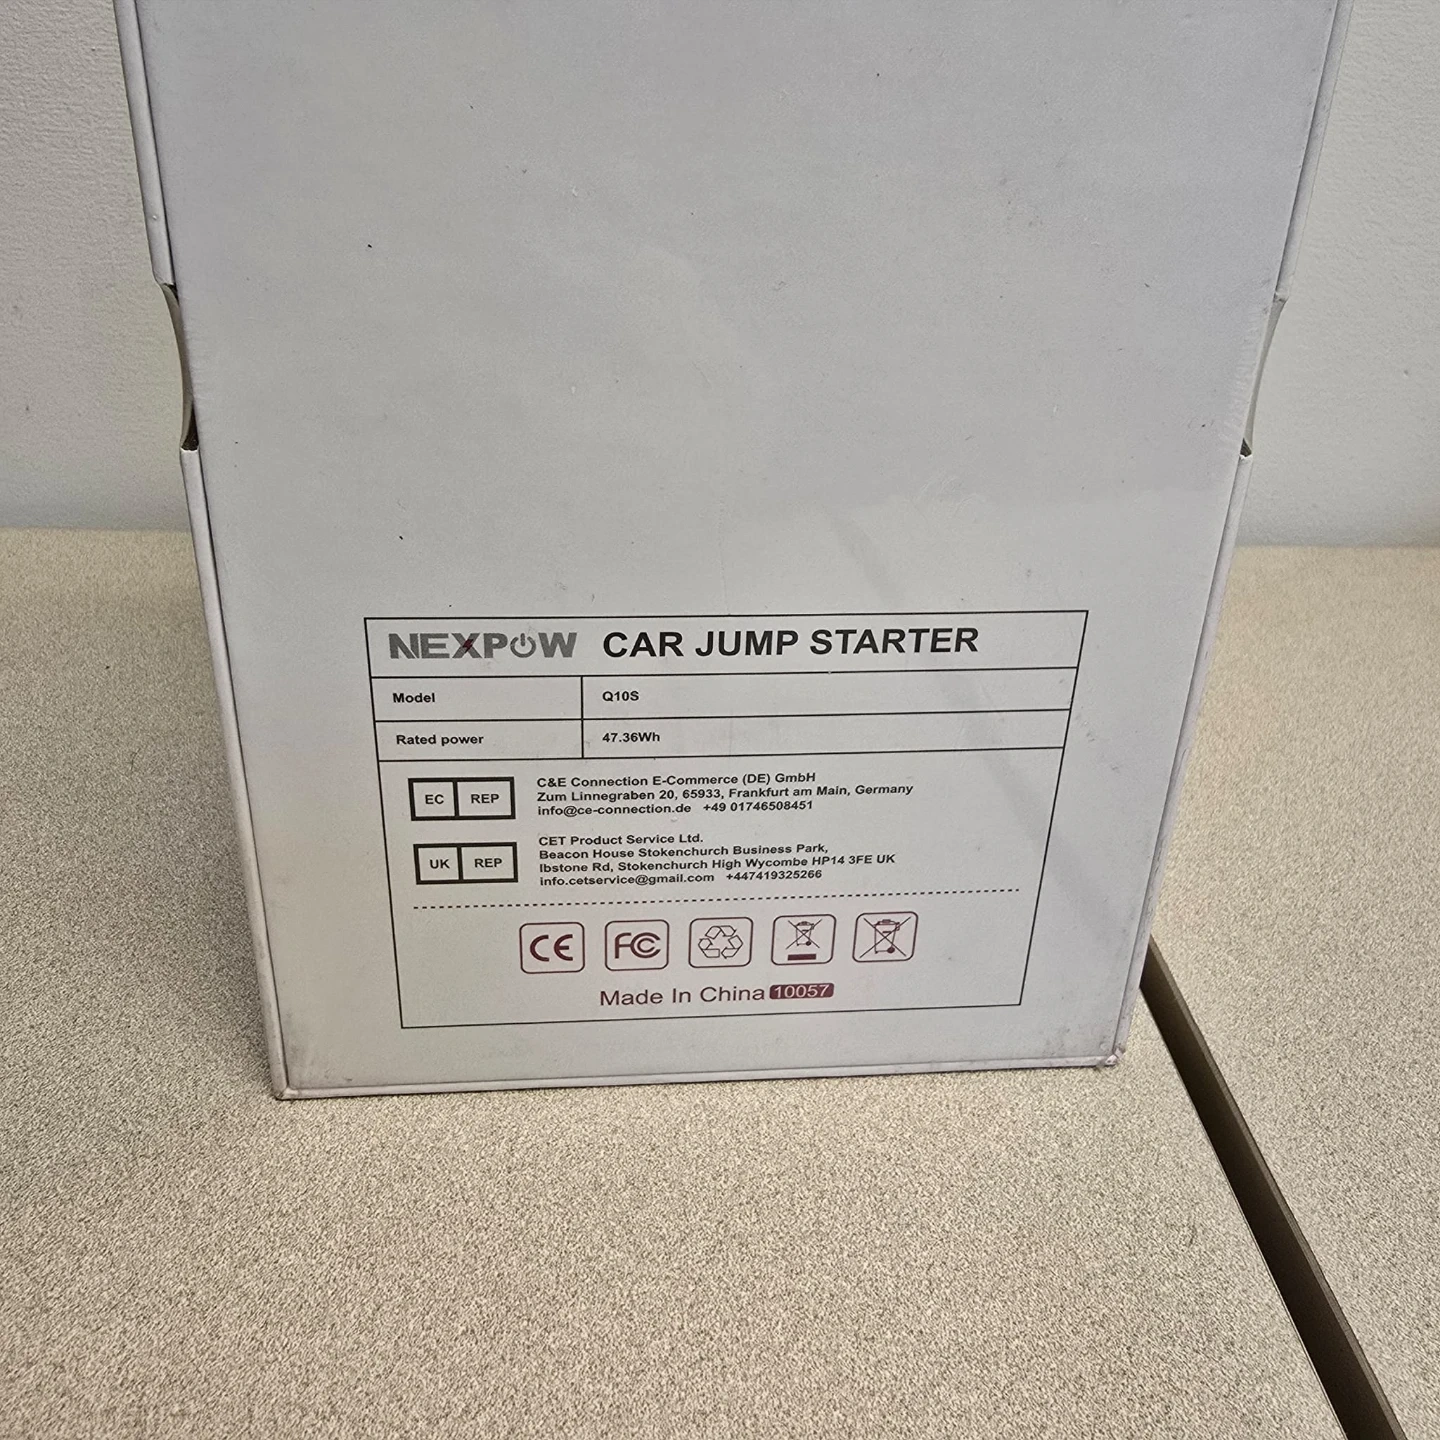 NEXPOW CAR JUMP STARTER
Model Q10S
Rated power 47.36Wh
EC REP
C&E Connection E-Commerce (DE) GmbH
Zum Linnegraben 20, 65933, Frankfurt am Main, Germany
info@ce-connection.de +49 01746508451
UK REP
CET Product Service Ltd.
Beacon House Stokenchurch Business Park,
Ibstone Rd, Stokenchurch High Wycombe HP14 3FE UK
info.cetservice@gmail.com +447419325266
CE FC
Made In China 10057